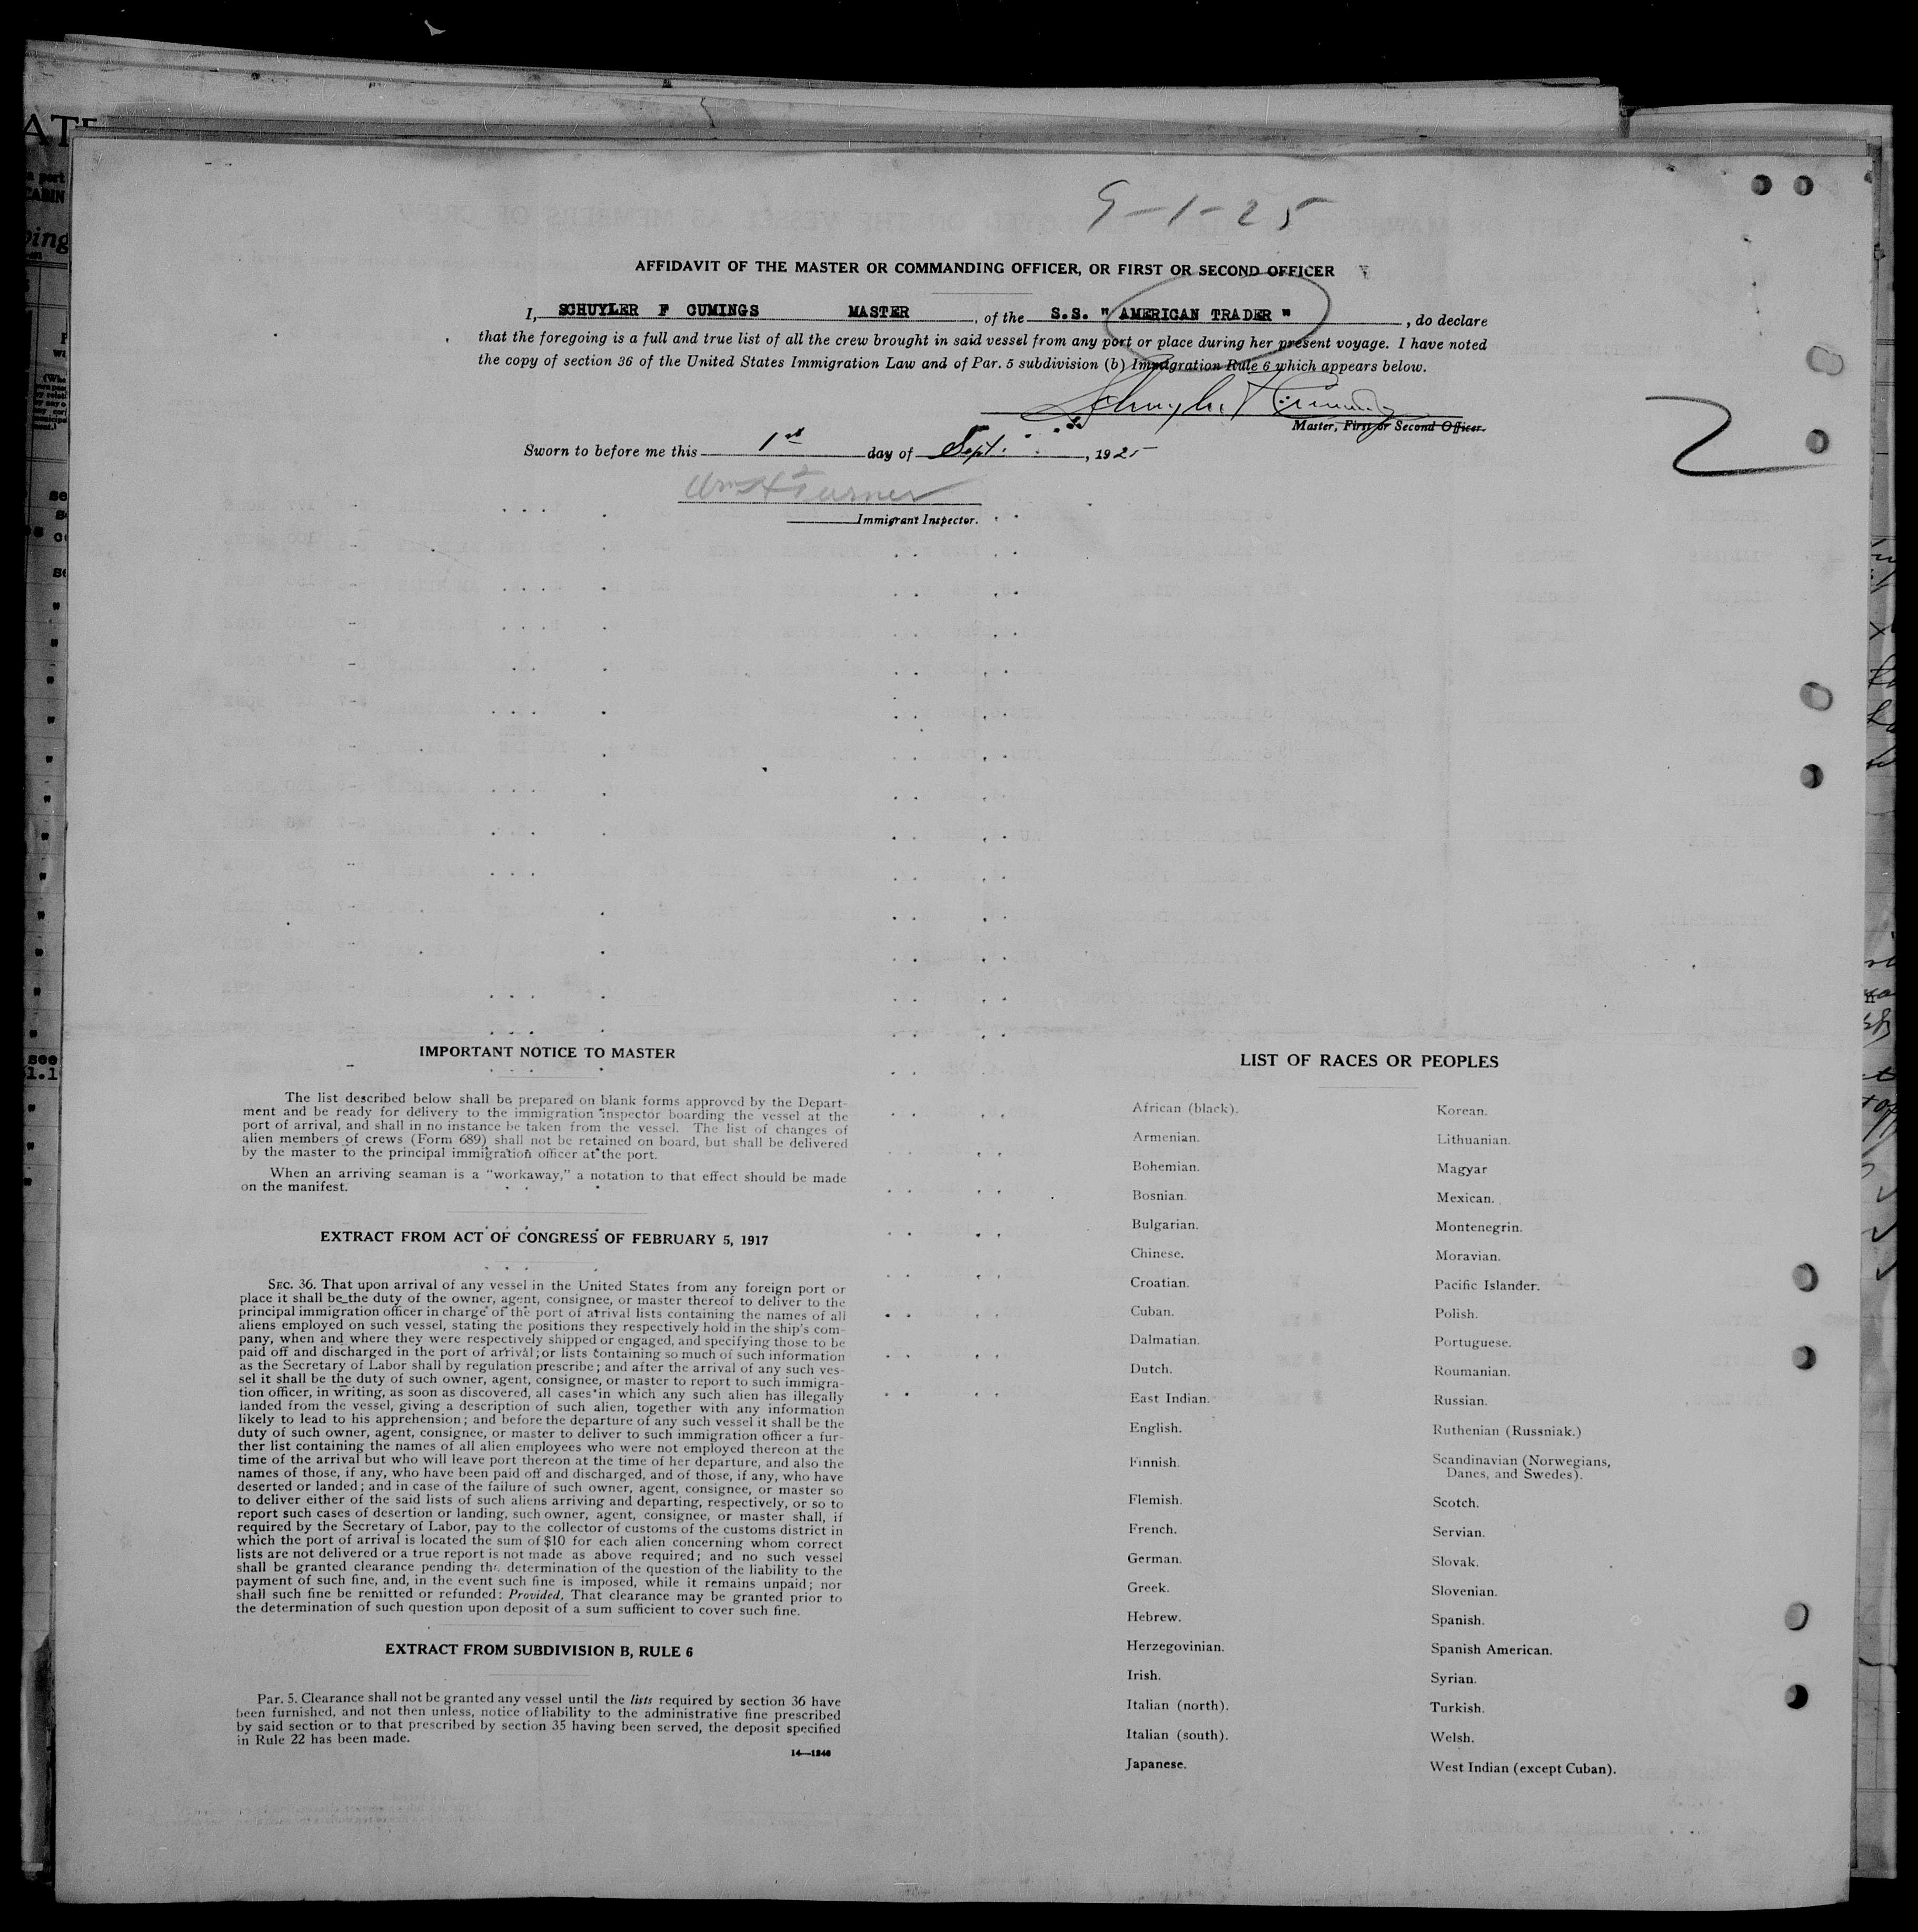 9-1-25
AFFIDAVIT OF THE MASTER OR COMMANDING OFFICER, OR FIRST OR SECOND OFFICER
I, SCHUYLER F CUMINGS MASTER, of the S.S. " AMERICAN TRADER ", do declare
that the foregoing is a full and true list of all the crew brought in said vessel from any port or place during her present voyage. I have noted
the copy of section 36 of the United States Immigration Law and of Par. 5 subdivision (b) Immigration Rule 6 which appears below.
Schuyler F Cumings
Master, First or Second Officer.
Sworn to before me this 1st day of Sept., 1925
Wm H Turner
Immigrant Inspector.
2
IMPORTANT NOTICE TO MASTER
The list described below shall be prepared on blank forms approved by the Depart-
ment and be ready for delivery to the immigration inspector boarding the vessel at the
port of arrival, and shall in no instance be taken from the vessel. The list of changes of
alien members of crews (Form 689) shall not be retained on board, but shall be delivered
by the master to the principal immigration officer at the port.
When an arriving seaman is a "workaway," a notation to that effect should be made
on the manifest.
EXTRACT FROM ACT OF CONGRESS OF FEBRUARY 5, 1917
SEC. 36. That upon arrival of any vessel in the United States from any foreign port or
place it shall be the duty of the owner, agent, consignee, or master thereof to deliver to the
principal immigration officer in charge of the port of arrival lists containing the names of all
aliens employed on such vessel, stating the positions they respectively hold in the ship's com-
pany, when and where they were respectively shipped or engaged, and specifying those to be
paid off and discharged in the port of arrival; or lists containing so much of such information
as the Secretary of Labor shall by regulation prescribe; and after the arrival of any such ves-
sel it shall be the duty of such owner, agent, consignee, or master to report to such immigra-
tion officer, in writing, as soon as discovered, all cases in which any such alien has illegally
landed from the vessel, giving a description of such alien, together with any information
likely to lead to his apprehension; and before the departure of any such vessel it shall be the
duty of such owner, agent, consignee, or master to deliver to such immigration officer a fur-
ther list containing the names of all alien employees who were not employed thereon at the
time of the arrival but who will leave port thereon at the time of her departure, and also the
names of those, if any, who have been paid off and discharged, and of those, if any, who have
deserted or landed; and in case of the failure of such owner, agent, consignee, or master so
to deliver either of the said lists of such aliens arriving and departing, respectively, or so to
report such cases of desertion or landing, such owner, agent, consignee, or master shall, if
required by the Secretary of Labor, pay to the collector of customs of the customs district in
which the port of arrival is located the sum of $10 for each alien concerning whom correct
lists are not delivered or a true report is not made as above required; and no such vessel
shall be granted clearance pending the determination of the question of the liability to the
payment of such fine, and, in the event such fine is imposed, while it remains unpaid; nor
shall such fine be remitted or refunded: Provided, That clearance may be granted prior to
the determination of such question upon deposit of a sum sufficient to cover such fine.
EXTRACT FROM SUBDIVISION B, RULE 6
Par. 5. Clearance shall not be granted any vessel until the lists required by section 36 have
been furnished, and not then unless, notice of liability to the administrative fine prescribed
by said section or to that prescribed by section 35 having been served, the deposit specified
in Rule 22 has been made.
14—1246
LIST OF RACES OR PEOPLES
African (black).
Armenian.
Bohemian.
Bosnian.
Bulgarian.
Chinese.
Croatian.
Cuban.
Dalmatian.
Dutch.
East Indian.
English.
Finnish.
Flemish.
French.
German.
Greek.
Hebrew.
Herzegovinian.
Irish.
Italian (north).
Italian (south).
Japanese.
Korean.
Lithuanian.
Magyar
Mexican.
Montenegrin.
Moravian.
Pacific Islander.
Polish.
Portuguese.
Roumanian.
Russian.
Ruthenian (Russniak.)
Scandinavian (Norwegians,
Danes, and Swedes).
Scotch.
Servian.
Slovak.
Slovenian.
Spanish.
Spanish American.
Syrian.
Turkish.
Welsh.
West Indian (except Cuban).